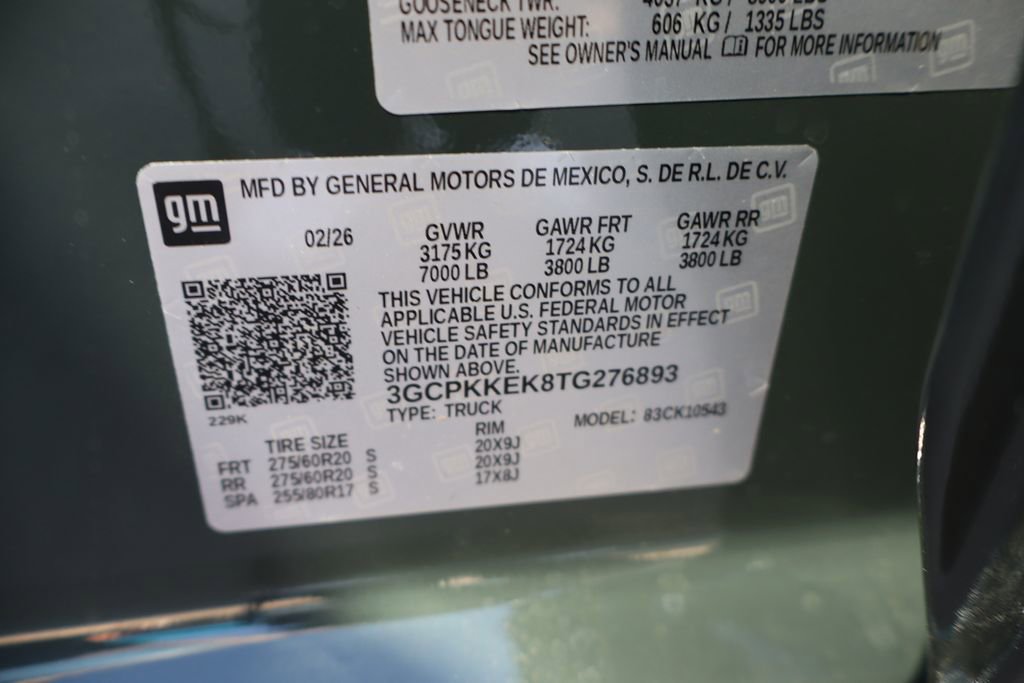 GOOSENECK TWR:
MAX TONGUE WEIGHT: 606 KG/ 1335 LBS
SEE OWNER'S MANUAL FOR MORE INFORMATION
gm
MFD BY GENERAL MOTORS DE MEXICO, S. DE R.L. DE C.V.
02/26 GVWR GAWR FRT GAWR RR
3175 KG 1724 KG 1724 KG
7000 LB 3800 LB 3800 LB
THIS VEHICLE CONFORMS TO ALL
APPLICABLE U.S. FEDERAL MOTOR
VEHICLE SAFETY STANDARDS IN EFFECT
ON THE DATE OF MANUFACTURE
SHOWN ABOVE.
3GCPKKEK8TG276893
229K TYPE: TRUCK MODEL: 83CK10543
TIRE SIZE RIM
FRT 275/60R20 S 20X9J
RR 275/60R20 S 20X9J
SPA 255/80R17 S 17X8J